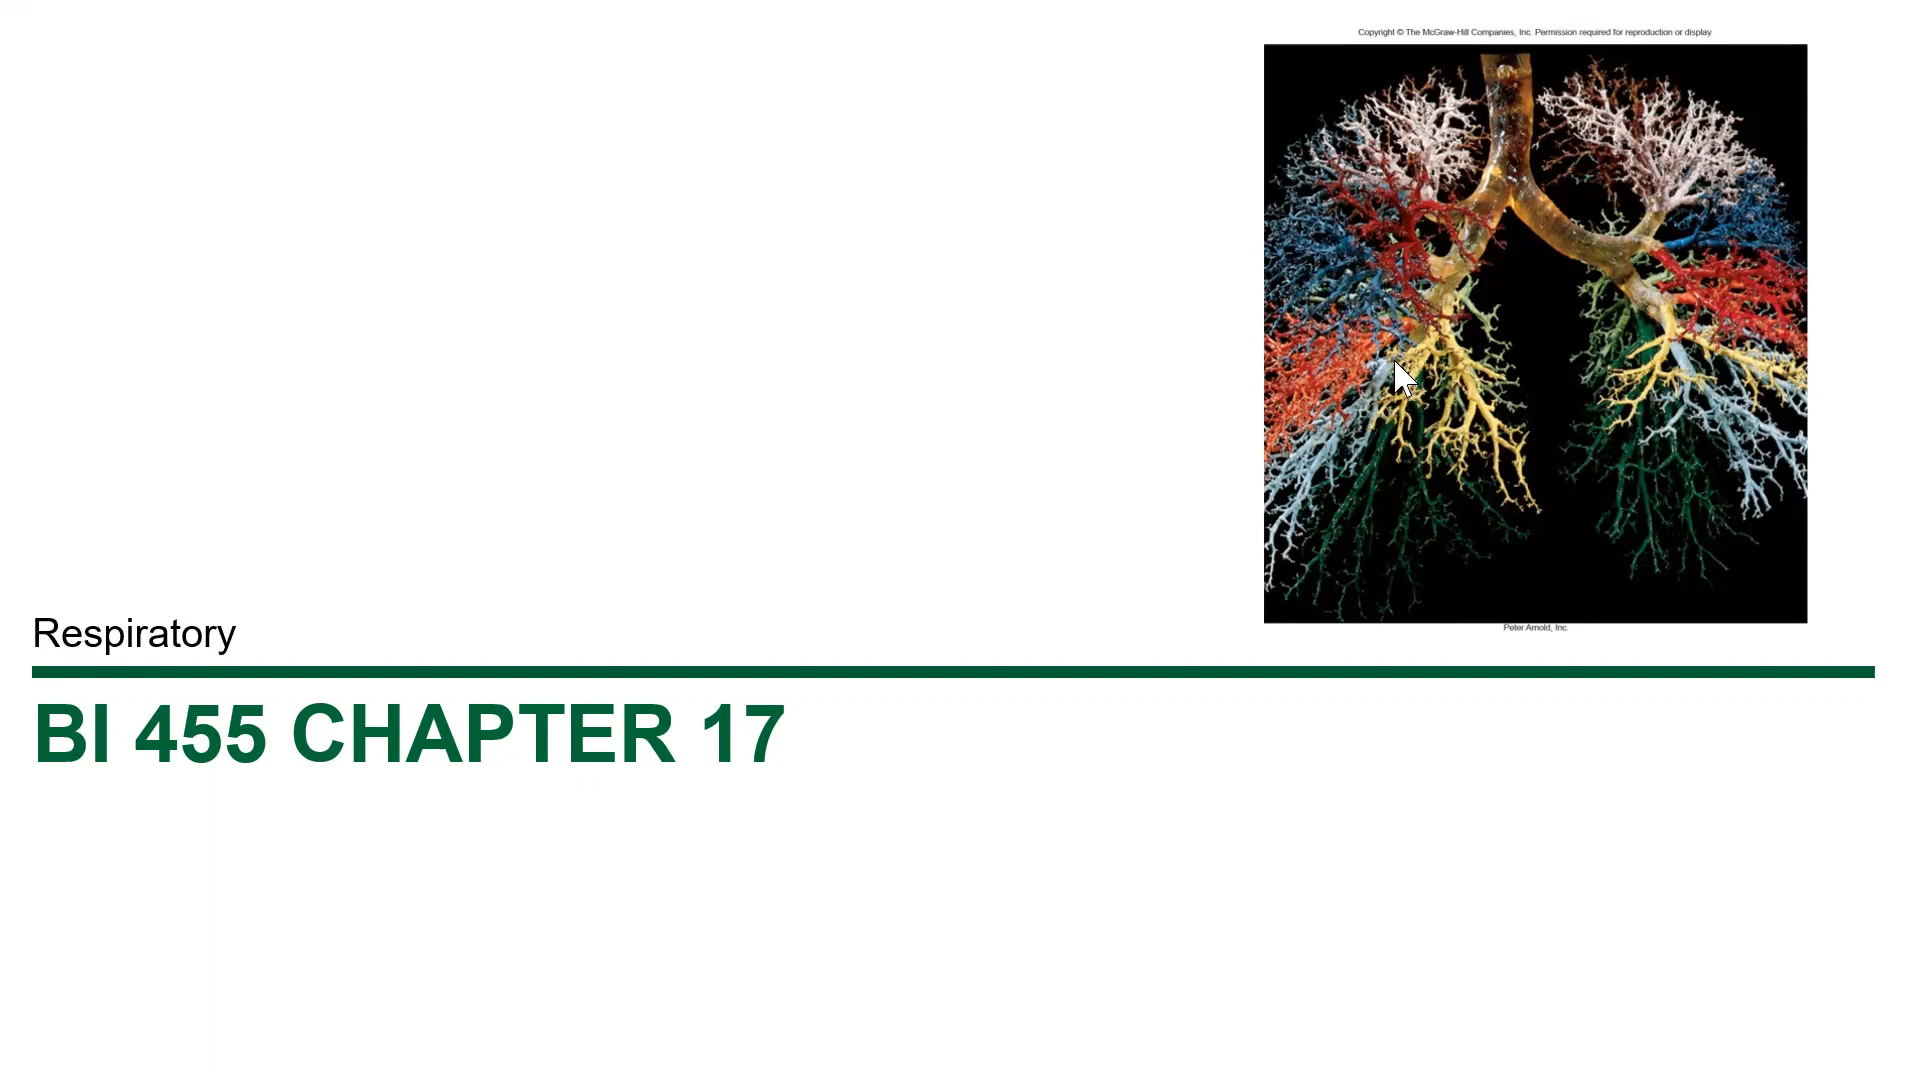 Copyright © The McGraw-Hill Companies, Inc. Permission required for reproduction or display.
Peter Arnold, Inc.
Respiratory
BI 455 CHAPTER 17